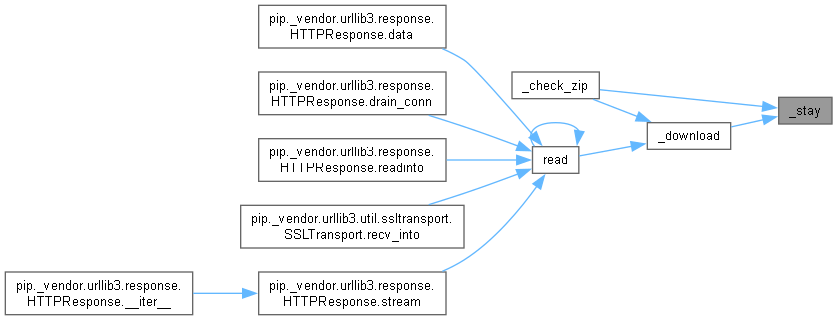 pip._vendor.urllib3.response.
HTTPResponse.data
pip._vendor.urllib3.response.
HTTPResponse.drain_conn
_check_zip
_stay
_download
pip._vendor.urllib3.response.
HTTPResponse.readinto
read
pip._vendor.urllib3.util.ssltransport.
SSLTransport.recv_into
pip._vendor.urllib3.response.
HTTPResponse.__iter__
pip._vendor.urllib3.response.
HTTPResponse.stream